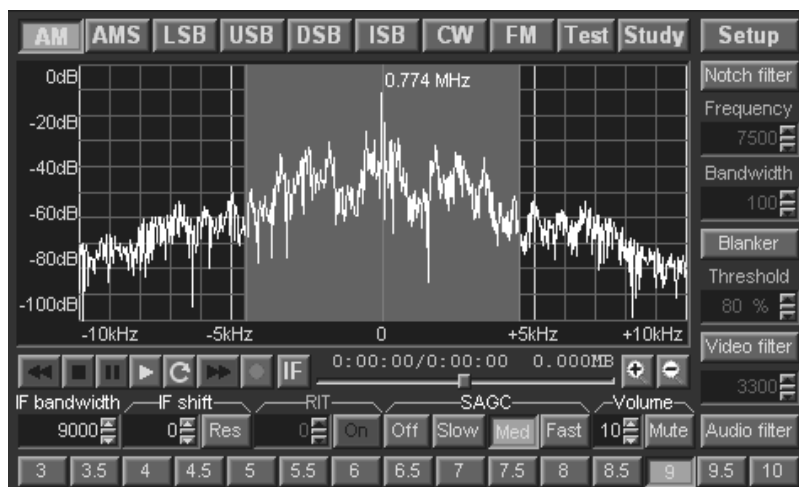 AM AMS LSB USB DSB ISB CW FM Test Study Setup
0dB
0.774 MHz
-20dB
-40dB
-60dB
-80dB
-100dB
-10kHz -5kHz 0 +5kHz +10kHz
Notch filter
Frequency
7500
Bandwidth
100
Blanker
Threshold
80 %
Video filter
3300
Audio filter
IF 0:00:00/0:00:00 0.000MB
IF bandwidth IF shift RIT SAGC Volume
9000 0 Res 0 On Off Slow Med Fast 10 Mute
3 3.5 4 4.5 5 5.5 6 6.5 7 7.5 8 8.5 9 9.5 10